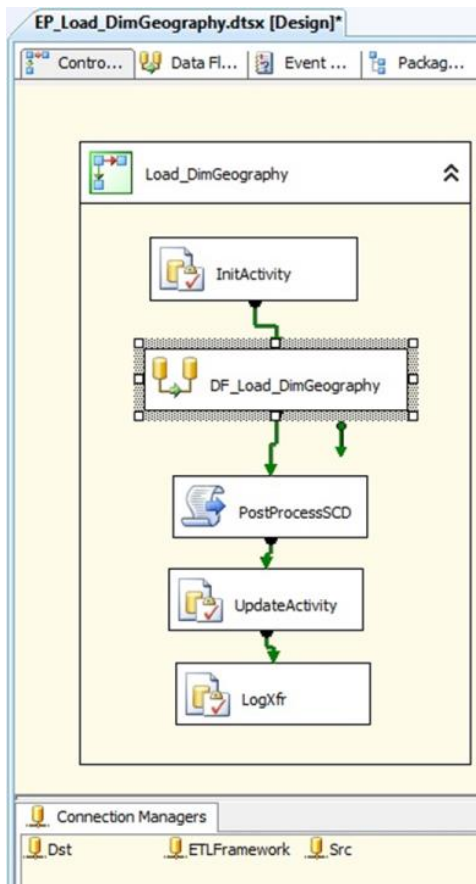 EP_Load_DimGeography.dtsx [Design]*
Contro... Data Fl... Event ... Packag...
Load_DimGeography
InitActivity
DF_Load_DimGeography
PostProcessSCD
UpdateActivity
LogXfr
Connection Managers
Dst ETLFramework Src